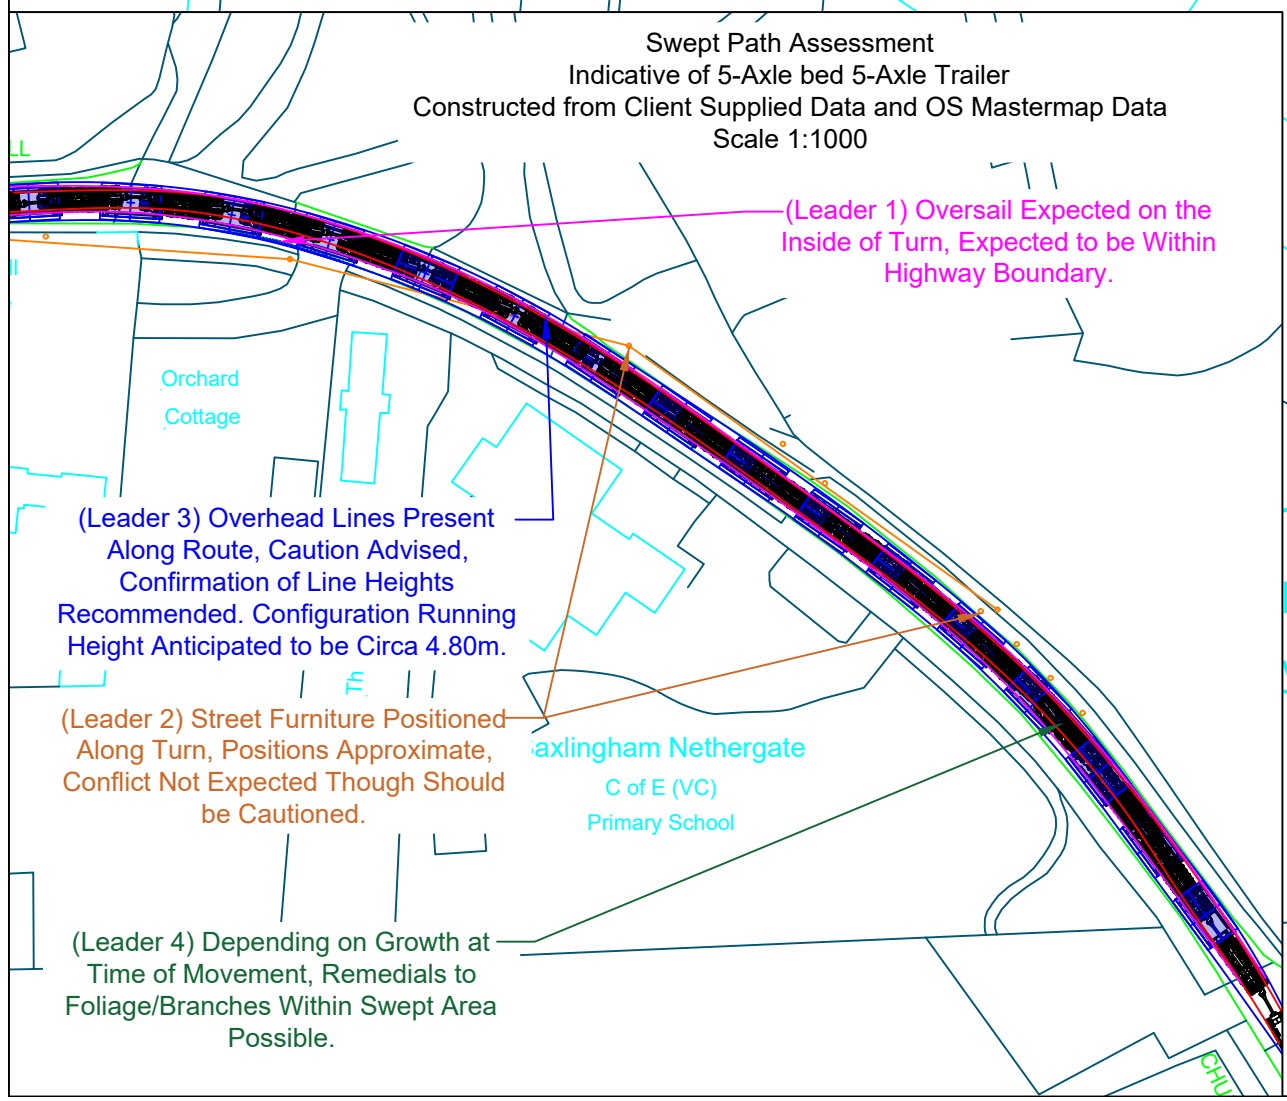 Swept Path Assessment
Indicative of 5-Axle bed 5-Axle Trailer
Constructed from Client Supplied Data and OS Mastermap Data
Scale 1:1000
LL
(Leader 1) Oversail Expected on the
Inside of Turn, Expected to be Within
Highway Boundary.
ll
Orchard
Cottage
(Leader 3) Overhead Lines Present
Along Route, Caution Advised,
Confirmation of Line Heights
Recommended. Configuration Running
Height Anticipated to be Circa 4.80m.
Th
(Leader 2) Street Furniture Positioned
Along Turn, Positions Approximate,
Conflict Not Expected Though Should
be Cautioned.
axlingham Nethergate
C of E (VC)
Primary School
(Leader 4) Depending on Growth at
Time of Movement, Remedials to
Foliage/Branches Within Swept Area
Possible.
CHU